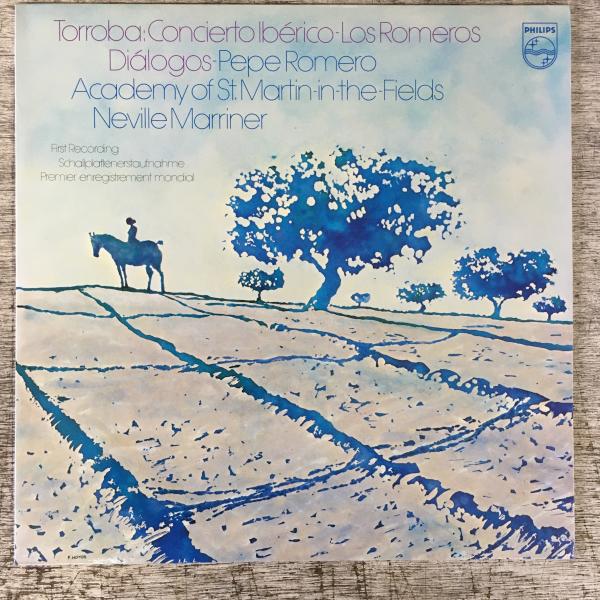 Torroba: Concierto Ibérico-Los Romeros
Diálogos-Pepe Romero
Academy of St. Martin-in-the-Fields
Neville Marriner
First Recording
Schallplattenerstaufnahme
Premier enregistrement mondial
PHILIPS